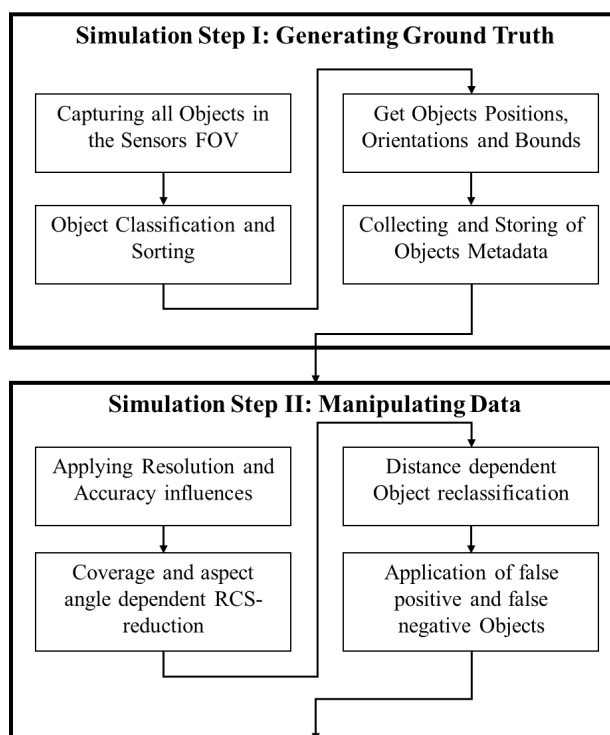 Simulation Step I: Generating Ground Truth
Capturing all Objects in
the Sensors FOV
Object Classification and
Sorting
Get Objects Positions,
Orientations and Bounds
Collecting and Storing of
Objects Metadata
Simulation Step II: Manipulating Data
Applying Resolution and
Accuracy influences
Coverage and aspect
angle dependent RCS-
reduction
Distance dependent
Object reclassification
Application of false
positive and false
negative Objects